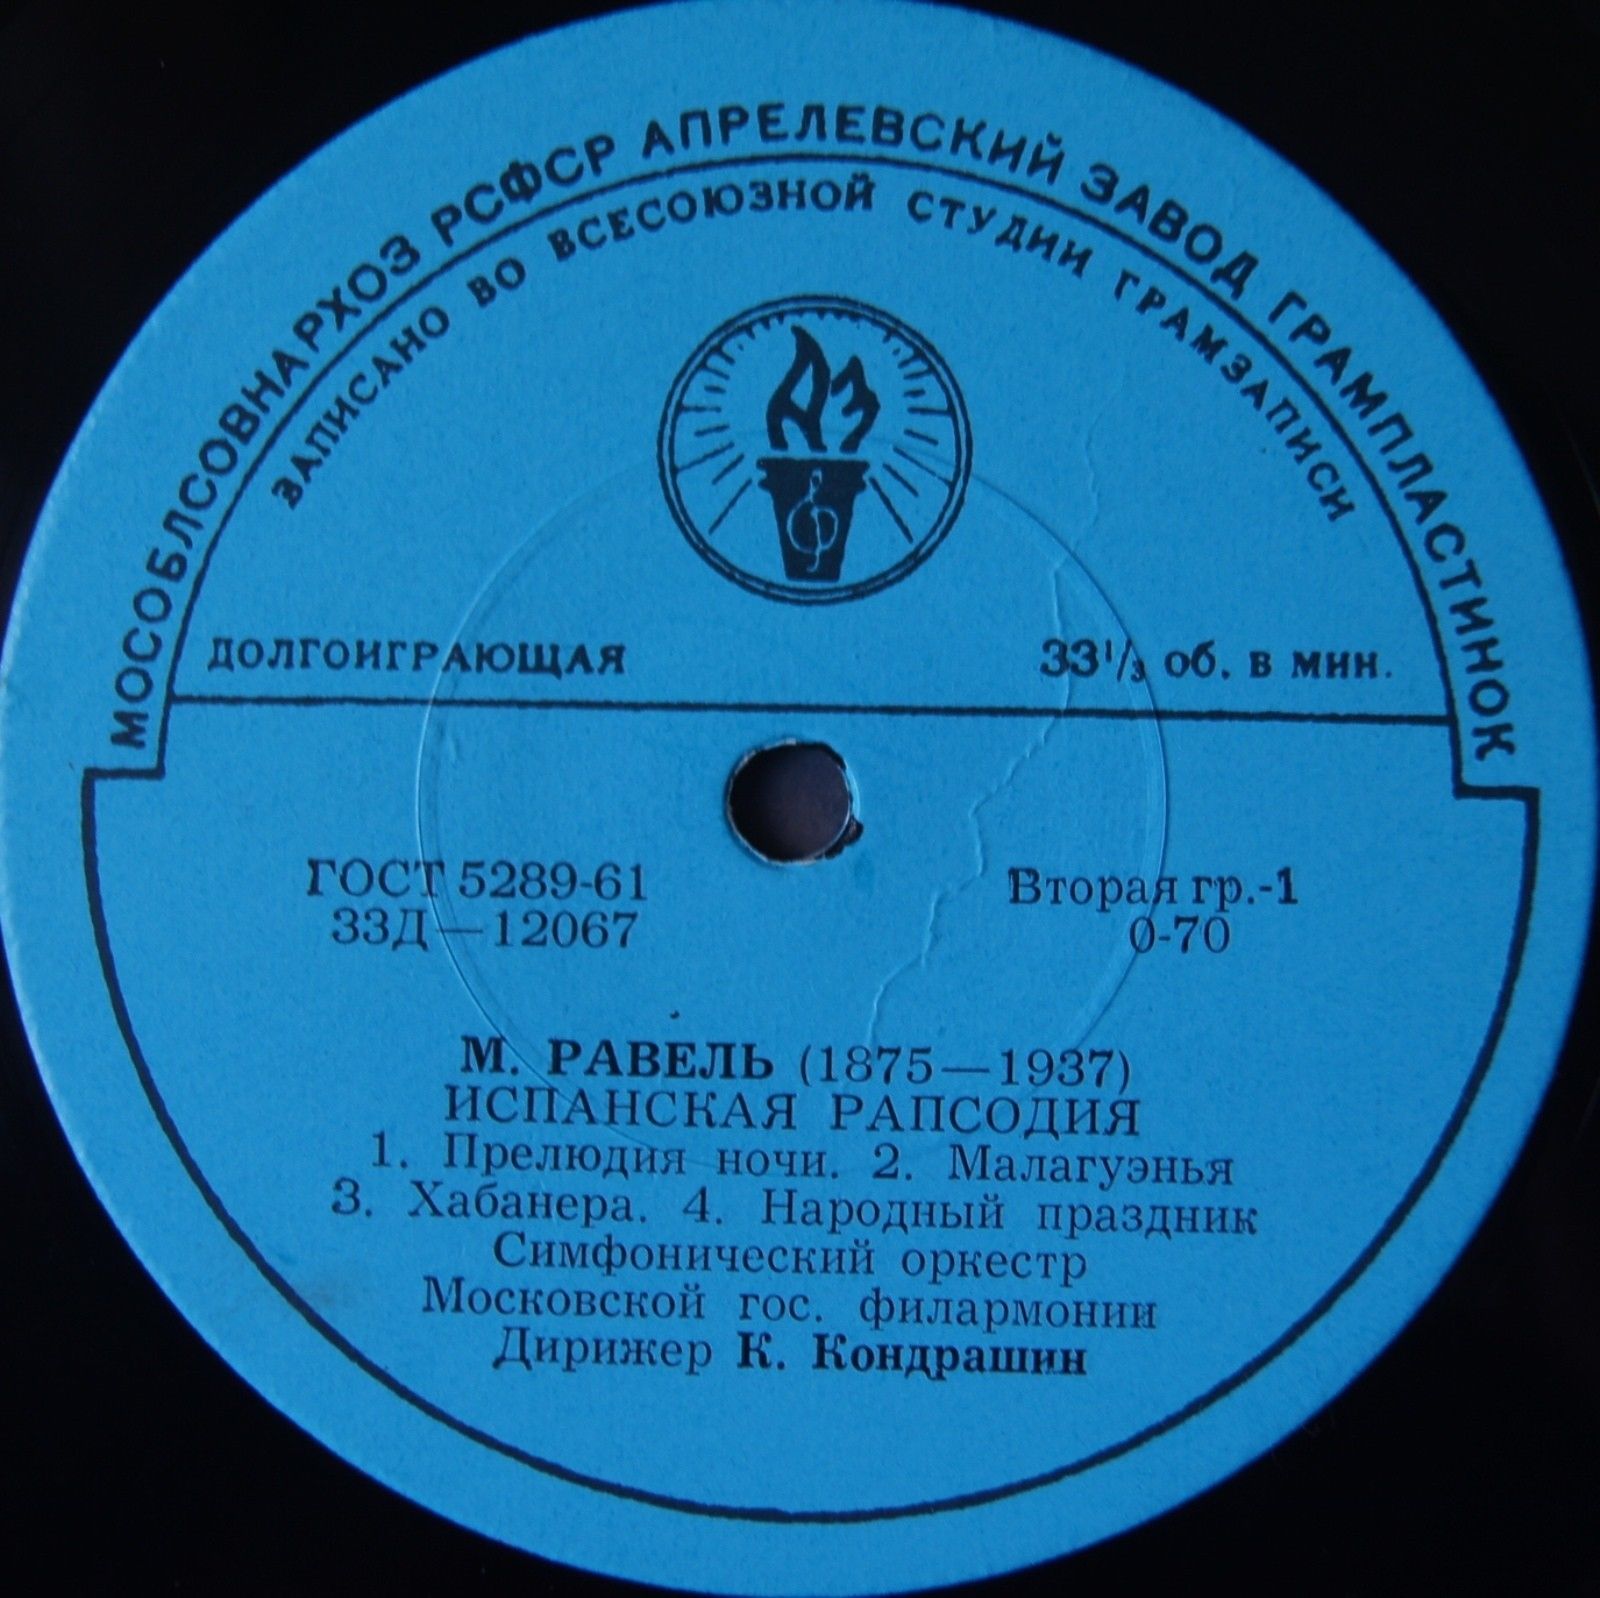 МОСОБЛСОВНАРХОЗ РСФСР АПРЕЛЕВСКИЙ ЗАВОД ГРАМПЛАСТИНОК
ЗАПИСАНО ВО ВСЕСОЮЗНОЙ СТУДИИ ГРАМЗАПИСИ
АЗ
ДОЛГОИГРАЮЩАЯ 33⅓ об. в мин.
ГОСТ 5289-61 Вторая гр.-1
33Д—12067 0-70
М. РАВЕЛЬ (1875—1937)
ИСПАНСКАЯ РАПСОДИЯ
1. Прелюдия ночи. 2. Малагуэнья
3. Хабанера. 4. Народный праздник
Симфонический оркестр
Московской гос. филармонии
Дирижер К. Кондрашин